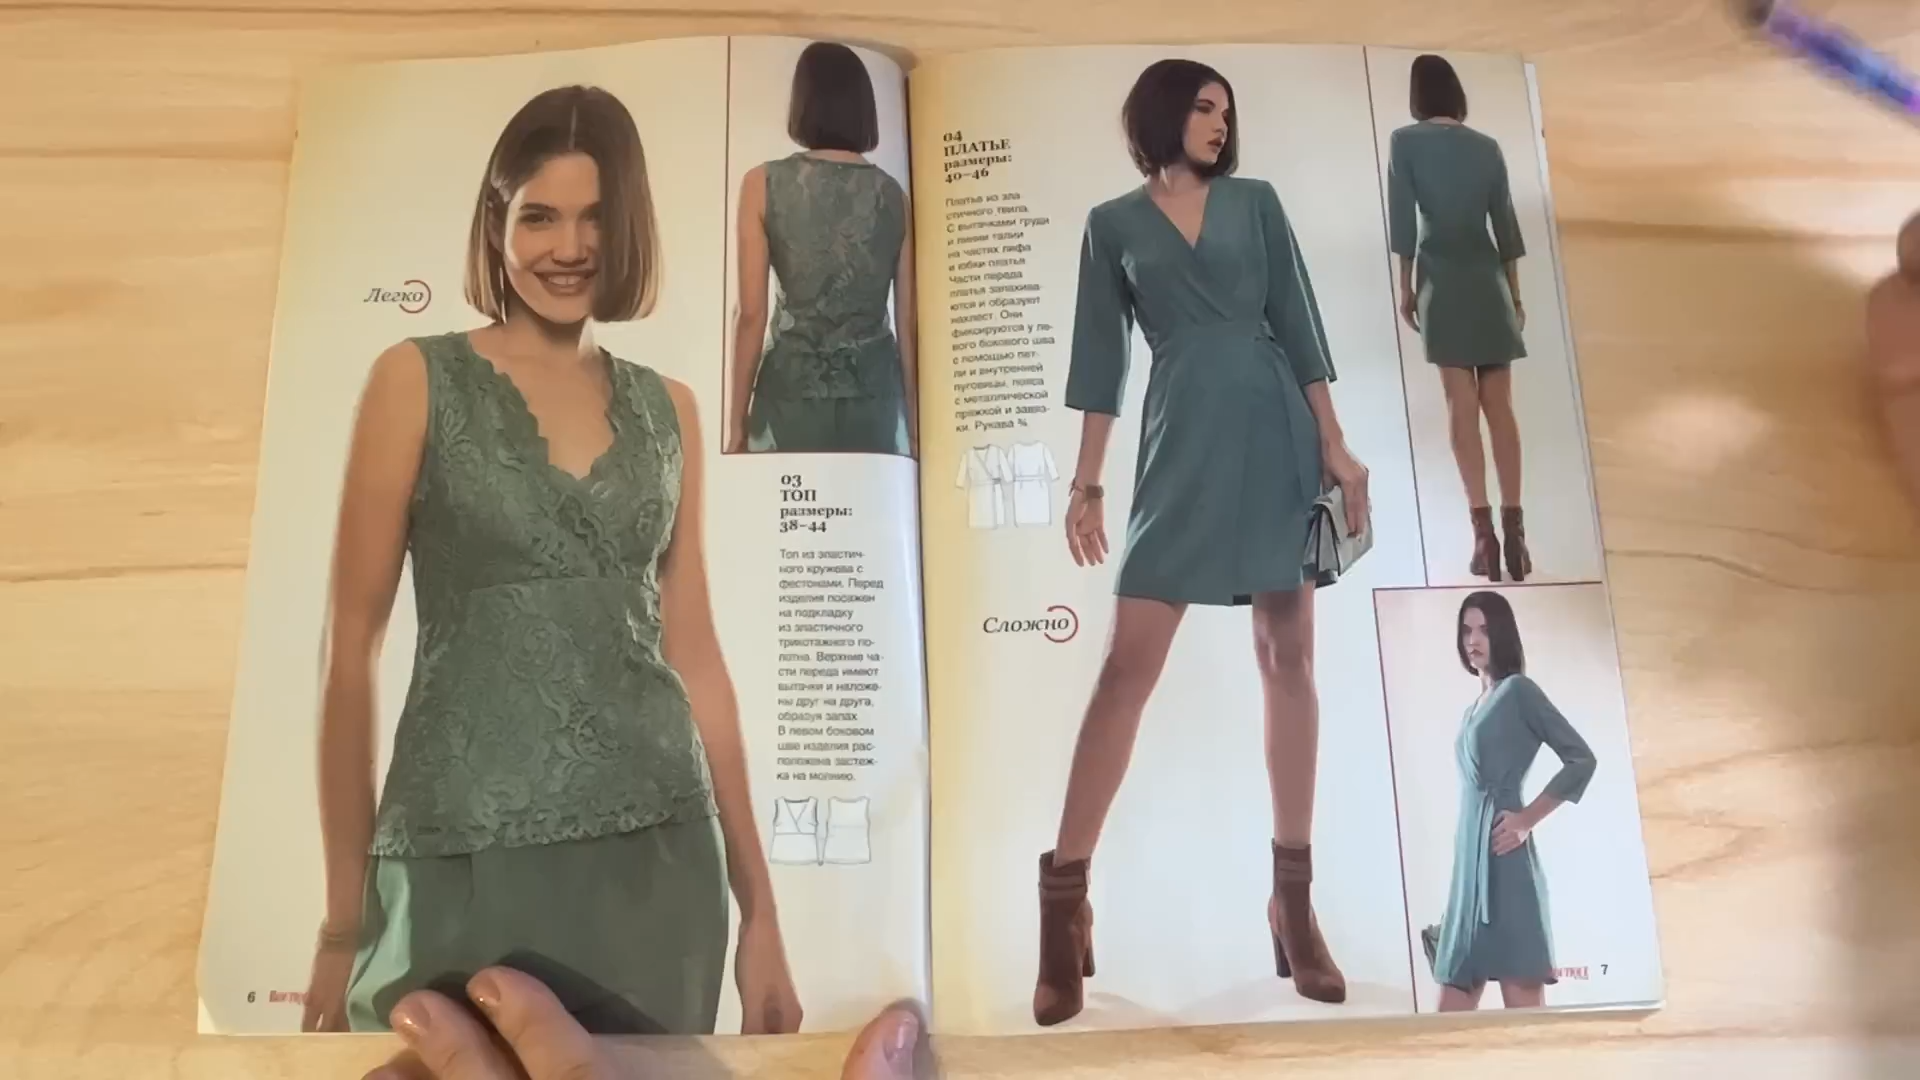 Легко
03
ТОП
размеры:
38-44
Топ из эластич-
ного кружева с
фестонами. Перед
изделия посажен
на подкладку
из эластичного
трикотажного по-
лотна. Верхние ча-
сти переда имеют
вытачки и наложе-
ны друг на друга,
образуя запах
В левом боковом
шве изделия рас-
положена застеж-
ка на молнию.
6
04
ПЛАТЬЕ
размеры:
40-46
Платье из эла
стичного твила.
С вытачками груди
и линии талии
на частях лифа
и юбки платья
Части переда
платья запахива-
ются и образуют
нахлест. Они
фиксируются у ле-
вого бокового шва
с помощью пет-
ли и внутренней
пуговицы, пояса
с металлической
пряжкой и завяз-
ки. Рукава ¾
Сложно
7